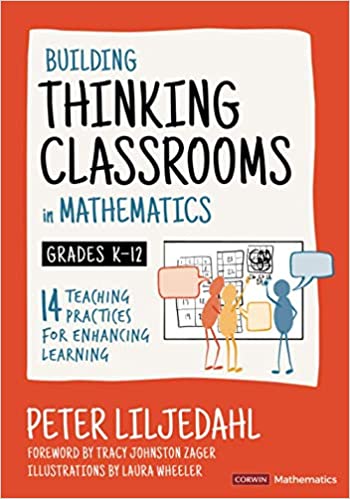 BUILDING
THINKING
CLASSROOMS
in MATHEMATICS
GRADES K–12
14 TEACHING
PRACTICES
FOR ENHANCING
LEARNING
PETER LILJEDAHL
FOREWORD BY TRACY JOHNSTON ZAGER
ILLUSTRATIONS BY LAURA WHEELER
CORWIN Mathematics